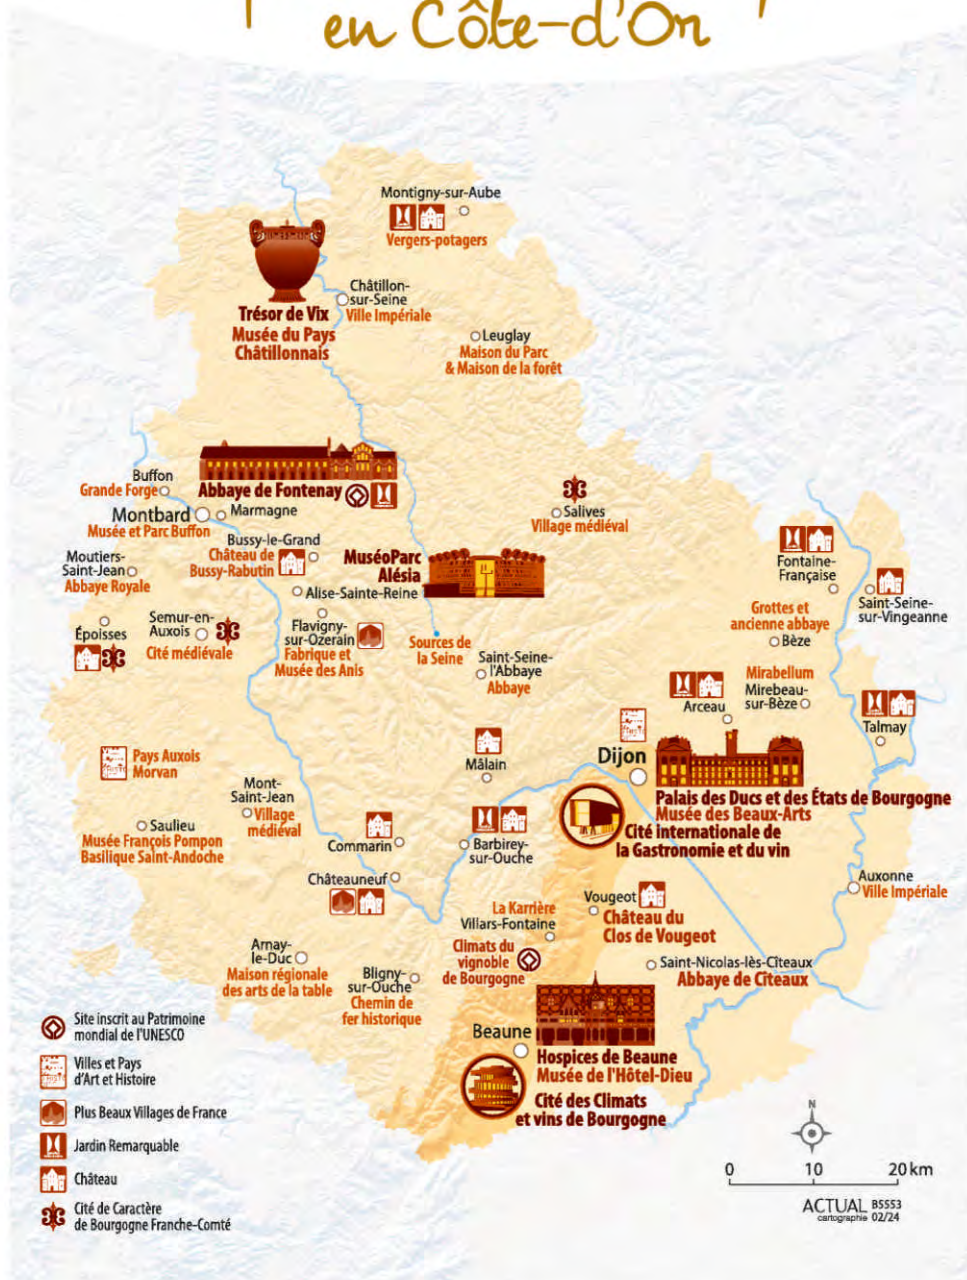 en Côte-d'Or
Montigny-sur-Aube
Vergers-potagers
Châtillon-
sur-Seine
Ville Impériale
Trésor de Vix
Musée du Pays
Châtillonnais
Leuglay
Maison du Parc
& Maison de la forêt
Buffon
Grande Forge
Abbaye de Fontenay
Montbard
Marmagne
Musée et Parc Buffon
Salives
Village médiéval
Bussy-le-Grand
Château de
Bussy-Rabutin
MuséoParc
Alésia
Moutiers-
Saint-Jean
Abbaye Royale
Alise-Sainte-Reine
Fontaine-
Française
Saint-Seine-
sur-Vingeanne
Époisses
Semur-en-
Auxois
Cité médiévale
Flavigny-
sur-Ozerain
Fabrique et
Musée des Anis
Sources de
la Seine
Grottes et
ancienne abbaye
Bèze
Saint-Seine-
l'Abbaye
Abbaye
Mirabellum
Mirebeau-
sur-Bèze
Arceau
Talmay
Pays Auxois
Morvan
Mâlain
Dijon
Palais des Ducs et des États de Bourgogne
Musée des Beaux-Arts
Cité internationale de
la Gastronomie et du vin
Mont-
Saint-Jean
Village
médiéval
Saulieu
Musée François Pompon
Basilique Saint-Andoche
Commarin
Barbirey-
sur-Ouche
Châteauneuf
Auxonne
Ville Impériale
Vougeot
Château du
Clos de Vougeot
La Karrière
Villars-Fontaine
Climats du
vignoble
de Bourgogne
Saint-Nicolas-lès-Cîteaux
Abbaye de Cîteaux
Arnay-
le-Duc
Maison régionale
des arts de la table
Bligny-
sur-Ouche
Chemin de
fer historique
Beaune
Hospices de Beaune
Musée de l'Hôtel-Dieu
Cité des Climats
et vins de Bourgogne
Site inscrit au Patrimoine
mondial de l'UNESCO
Villes et Pays
d'Art et Histoire
Plus Beaux Villages de France
Jardin Remarquable
Château
Cité de Caractère
de Bourgogne Franche-Comté
N
0 10 20 km
ACTUAL B5553
cartographie 02/24